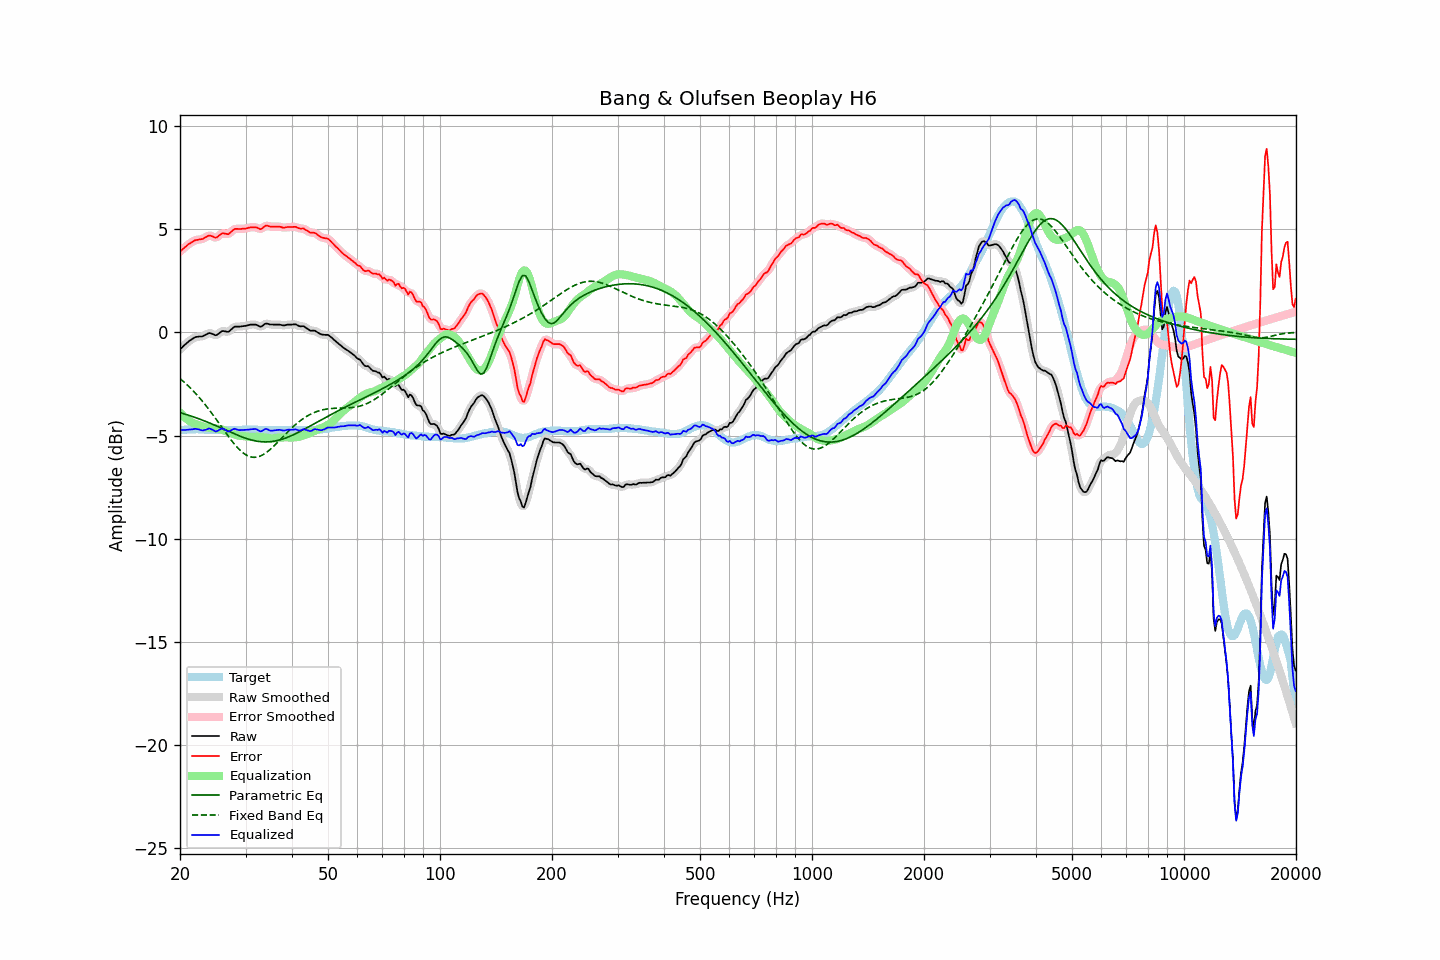 Bang & Olufsen Beoplay H6
Amplitude (dBr)
10
5
0
−5
−10
−15
−20
−25
Target
Raw Smoothed
Error Smoothed
Raw
Error
Equalization
Parametric Eq
Fixed Band Eq
Equalized
20 50 100 200 500 1000 2000 5000 10000 20000
Frequency (Hz)